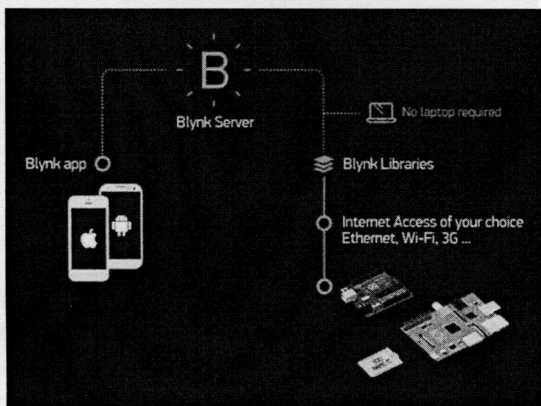 B
Blynk Server
No laptop required
Blynk app
Blynk Libraries
Internet Access of your choice
Ethernet, Wi-Fi, 3G ...